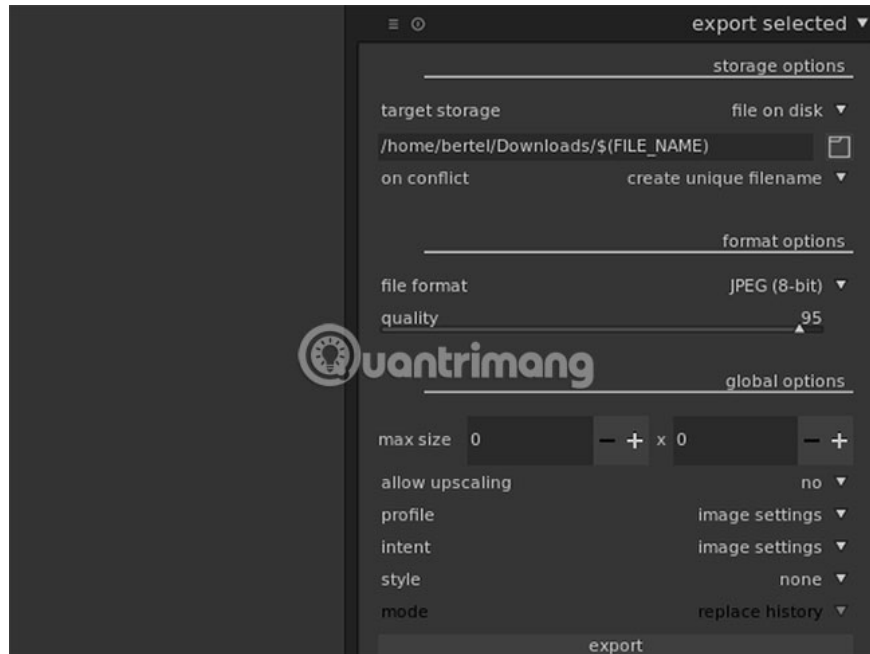 export selected
storage options
target storage file on disk
/home/bertel/Downloads/$(FILE_NAME)
on conflict create unique filename
format options
file format JPEG (8-bit)
quality 95
Quantrimang
global options
max size 0 x 0
allow upscaling no
profile image settings
intent image settings
style none
mode replace history
export